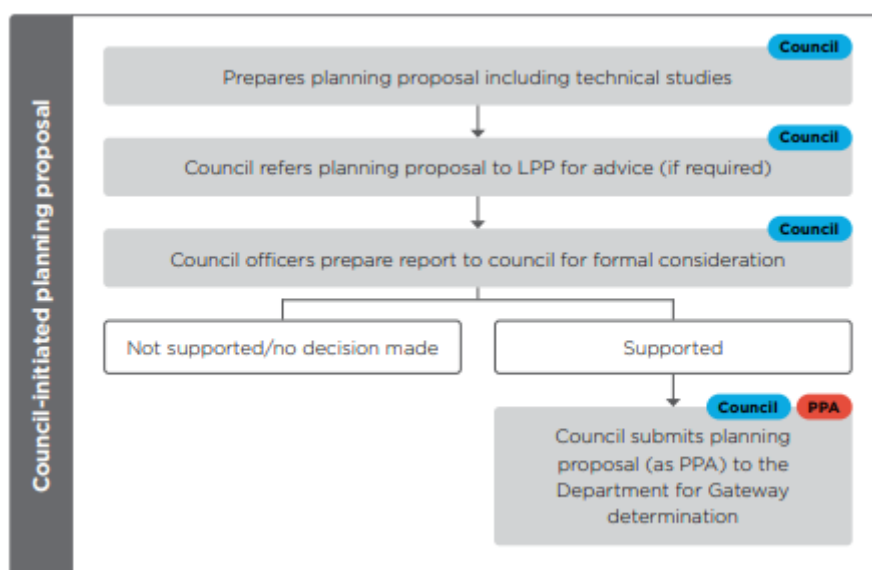 Council-initiated planning proposal
Council
Prepares planning proposal including technical studies
Council
Council refers planning proposal to LPP for advice (if required)
Council
Council officers prepare report to council for formal consideration
Not supported/no decision made
Supported
Council PPA
Council submits planning
proposal (as PPA) to the
Department for Gateway
determination